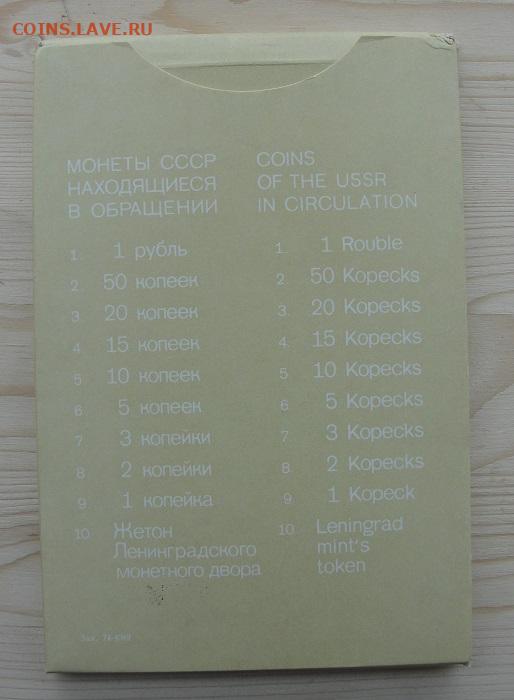 COINS.LAVE.RU
МОНЕТЫ СССР
НАХОДЯЩИЕСЯ
В ОБРАЩЕНИИ
1. 1 рубль
2. 50 копеек
3. 20 копеек
4. 15 копеек
5. 10 копеек
6. 5 копеек
7. 3 копейки
8. 2 копейки
9. 1 копейка
10. Жетон
Ленинградского
монетного двора
COINS
OF THE USSR
IN CIRCULATION
1. 1 Rouble
2. 50 Kopecks
3. 20 Kopecks
4. 15 Kopecks
5. 10 Kopecks
6. 5 Kopecks
7. 3 Kopecks
8. 2 Kopecks
9. 1 Kopeck
10. Leningrad
mint's
token
Зак.